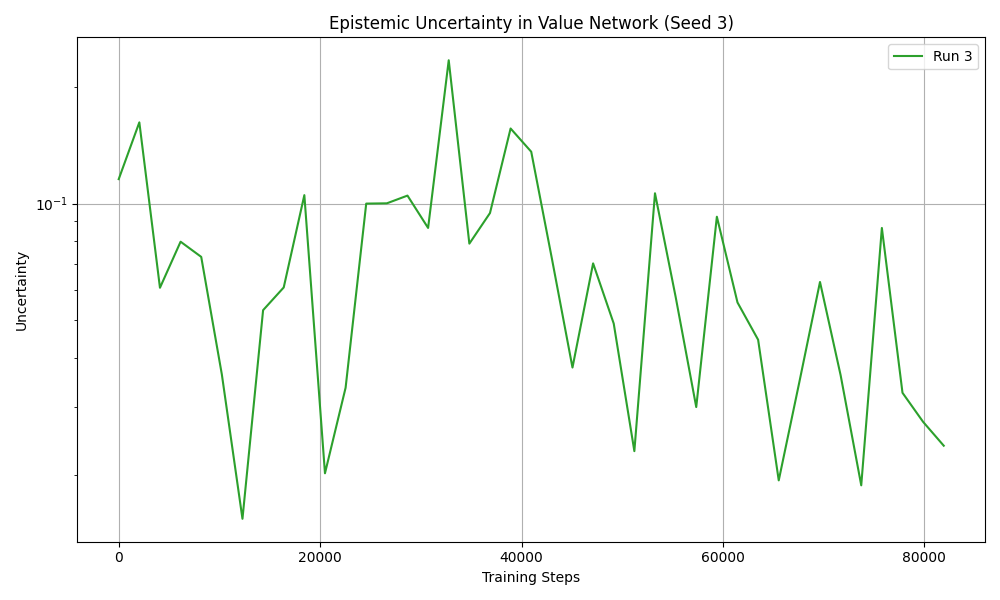 Epistemic Uncertainty in Value Network (Seed 3)
Run 3
10⁻¹
Uncertainty
0 20000 40000 60000 80000
Training Steps